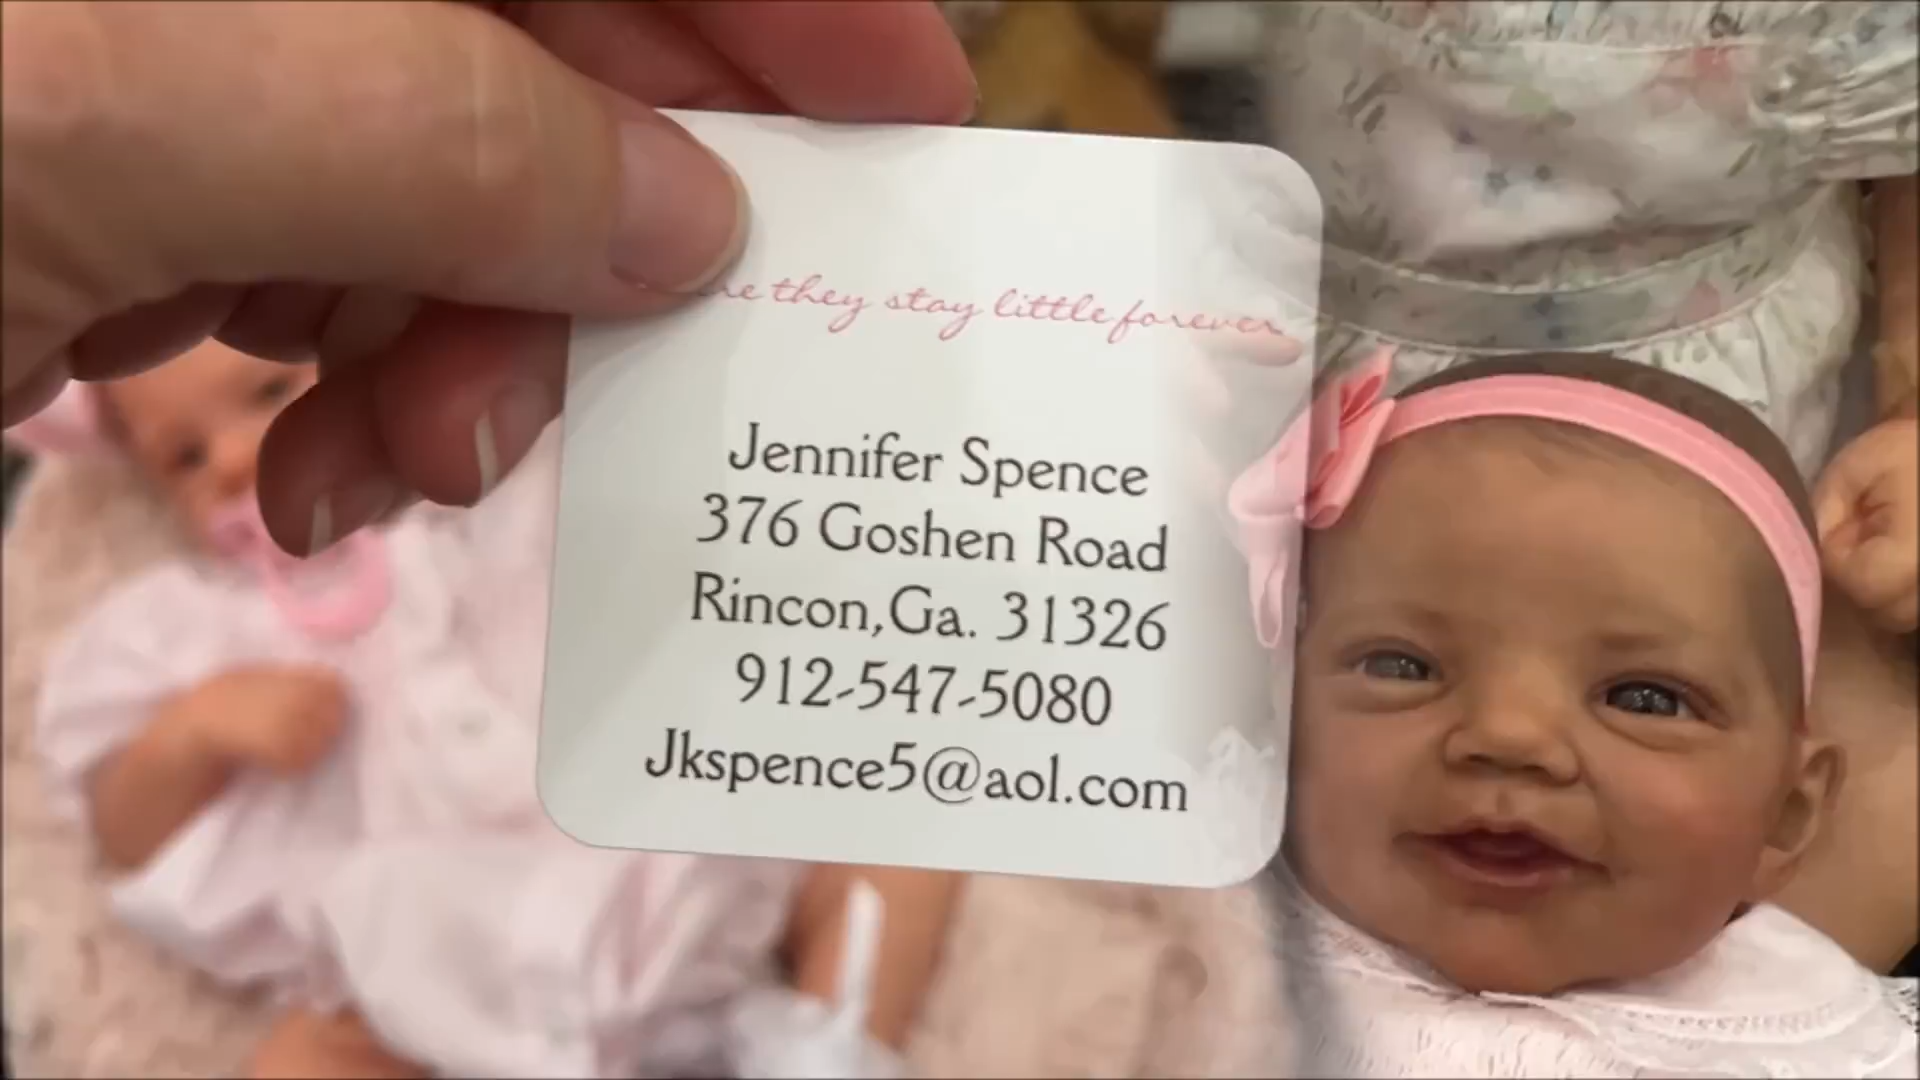 they stay little forever
Jennifer Spence
376 Goshen Road
Rincon,Ga. 31326
912-547-5080
Jkspence5@aol.com